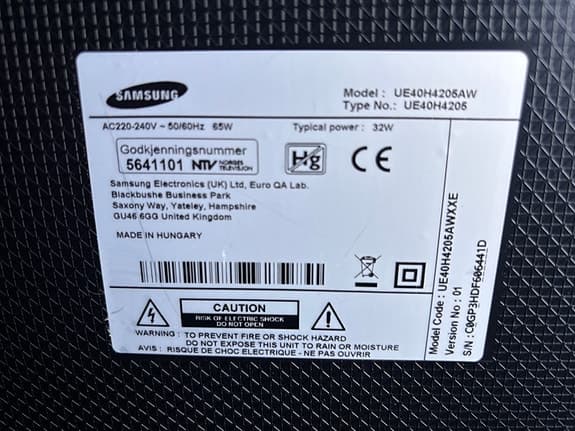 SAMSUNG
Model : UE40H4205AW
Type No.: UE40H4205
AC220-240V ~ 50/60Hz 65W
Typical power : 32W
Godkjenningsnummer
5641101 NTV NORGES TELEVISION
Hg
CE
Samsung Electronics (UK) Ltd, Euro QA Lab.
Blackbushe Business Park
Saxony Way, Yateley, Hampshire
GU46 6GG United Kingdom
MADE IN HUNGARY
CAUTION
RISK OF ELECTRIC SHOCK
DO NOT OPEN
WARNING : TO PREVENT FIRE OR SHOCK HAZARD
DO NOT EXPOSE THIS UNIT TO RAIN OR MOISTURE
AVIS : RISQUE DE CHOC ELECTRIQUE - NE PAS OUVRIR
Model Code : UE40H4205AWXXE
Version No : 01
S/N : C0GP3HDF606441D